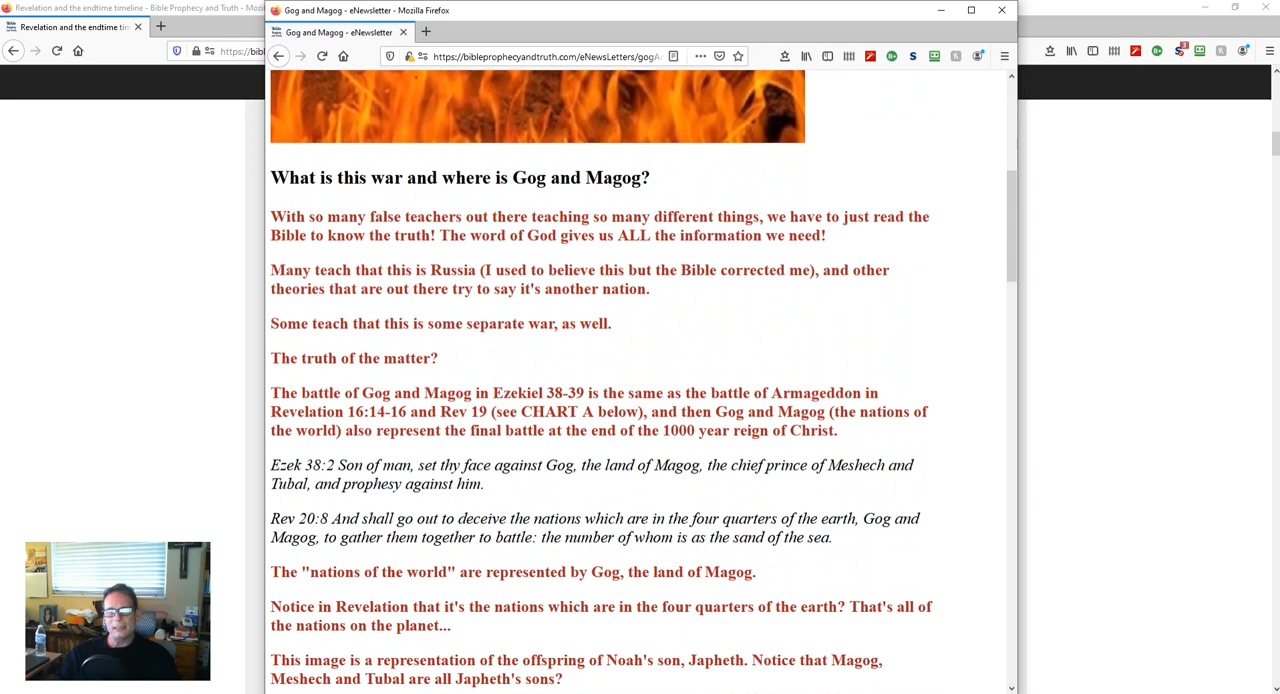 Revelation and the endtime timeline - Bible Prophecy and Truth - Mozil
Gog and Magog - eNewsletter - Mozilla Firefox
Revelation and the endtime tim
Gog and Magog - eNewsletter
https://bibl
https://bibleprophecyandtruth.com/eNewsLetters/gogA
What is this war and where is Gog and Magog?
With so many false teachers out there teaching so many different things, we have to just read the
Bible to know the truth! The word of God gives us ALL the information we need!
Many teach that this is Russia (I used to believe this but the Bible corrected me), and other
theories that are out there try to say it's another nation.
Some teach that this is some separate war, as well.
The truth of the matter?
The battle of Gog and Magog in Ezekiel 38-39 is the same as the battle of Armageddon in
Revelation 16:14-16 and Rev 19 (see CHART A below), and then Gog and Magog (the nations of
the world) also represent the final battle at the end of the 1000 year reign of Christ.
Ezek 38:2 Son of man, set thy face against Gog, the land of Magog, the chief prince of Meshech and
Tubal, and prophesy against him.
Rev 20:8 And shall go out to deceive the nations which are in the four quarters of the earth, Gog and
Magog, to gather them together to battle: the number of whom is as the sand of the sea.
The "nations of the world" are represented by Gog, the land of Magog.
Notice in Revelation that it's the nations which are in the four quarters of the earth? That's all of
the nations on the planet...
This image is a representation of the offspring of Noah's son, Japheth. Notice that Magog,
Meshech and Tubal are all Japheth's sons?